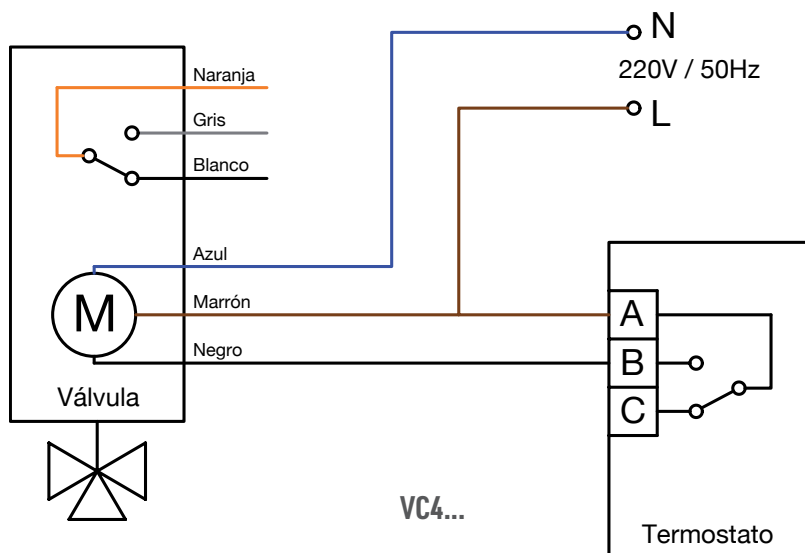 N
220V / 50Hz
L
Naranja
Gris
Blanco
Azul
Marrón
Negro
M
Válvula
A
B
C
VC4...
Termostato